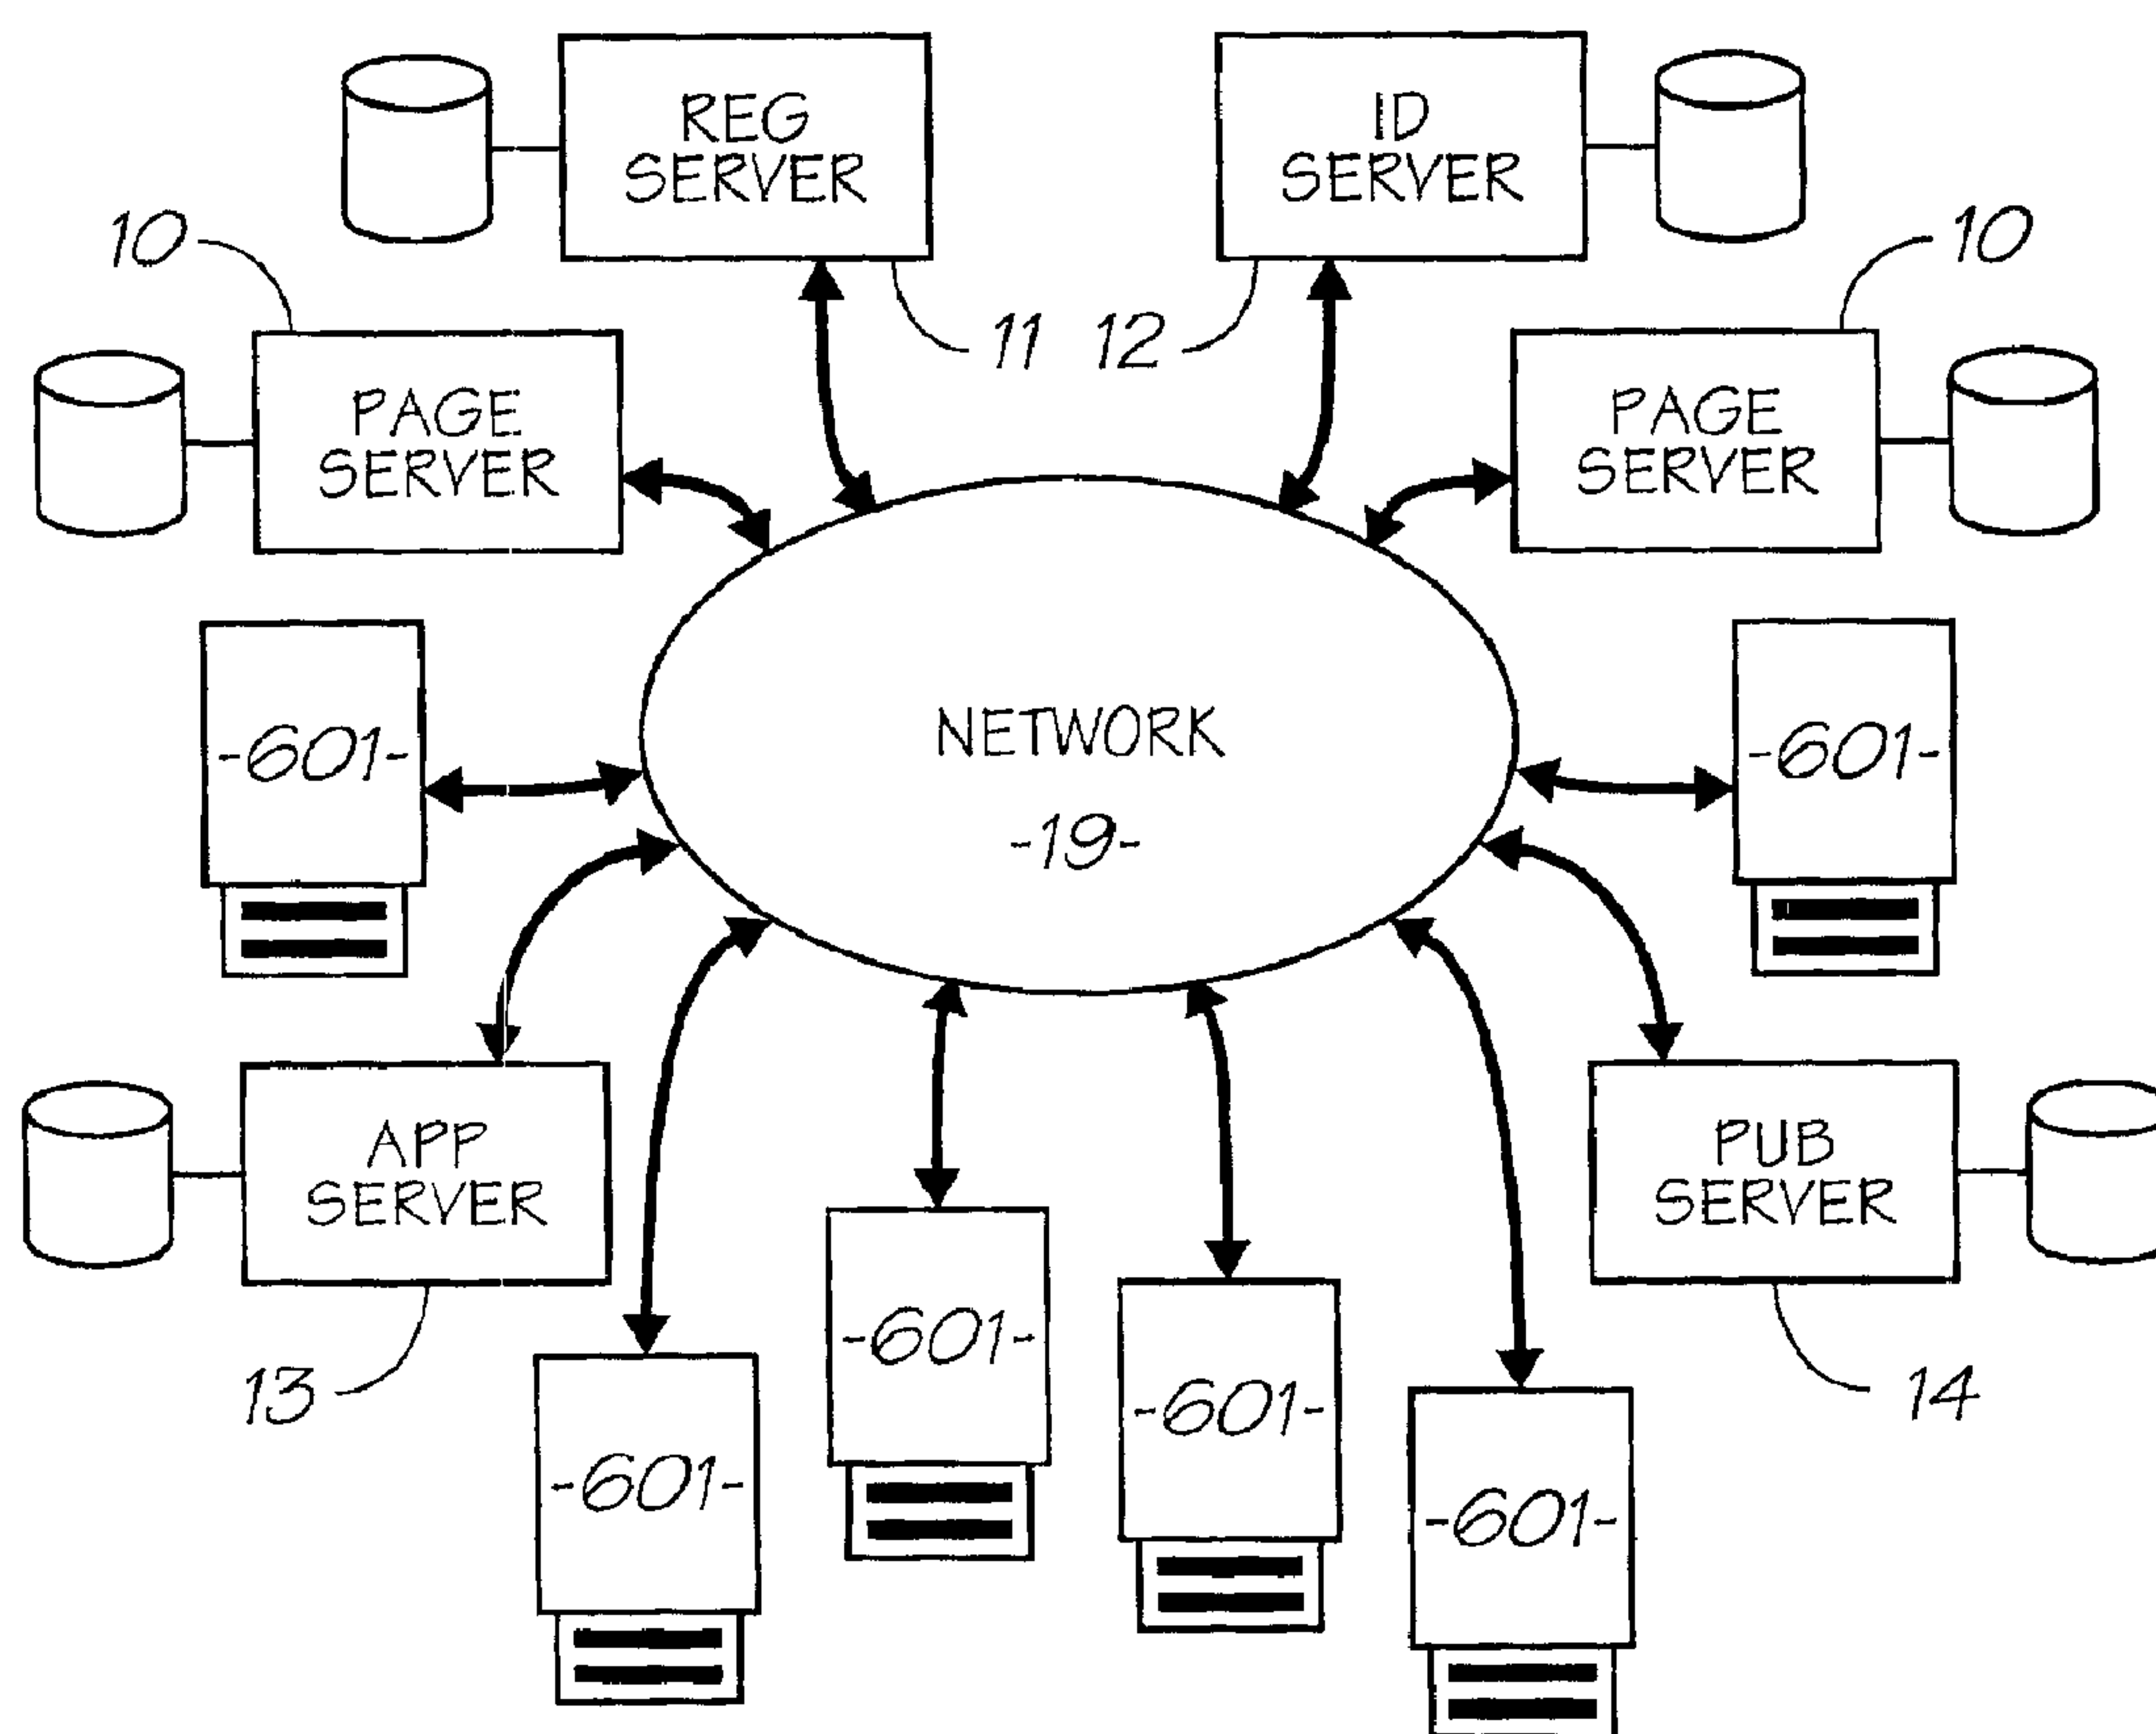 REG
SERVER
ID
SERVER
10
10
11
12
PAGE
SERVER
PAGE
SERVER
-601-
NETWORK
-19-
-601-
APP
SERVER
PUB
SERVER
13
-601-
-601-
-601-
-601-
14